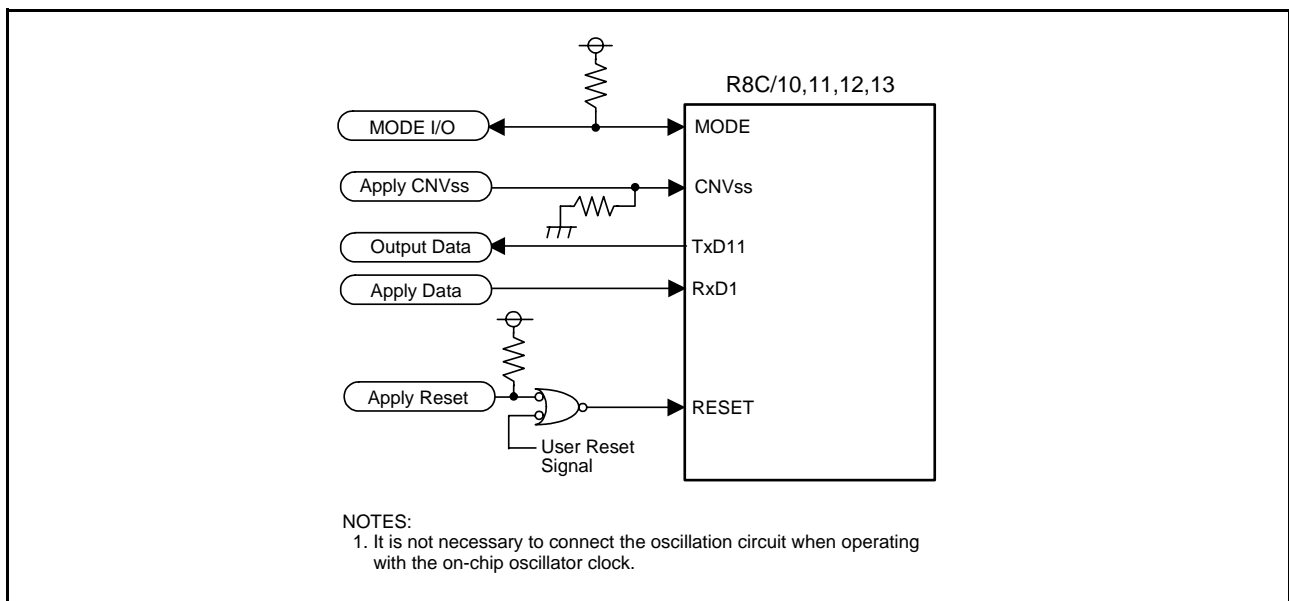 R8C/10,11,12,13
MODE I/O
MODE
Apply CNVss
CNVss
Output Data
TxD11
Apply Data
RxD1
Apply Reset
RESET
User Reset
Signal
NOTES:
1. It is not necessary to connect the oscillation circuit when operating
with the on-chip oscillator clock.